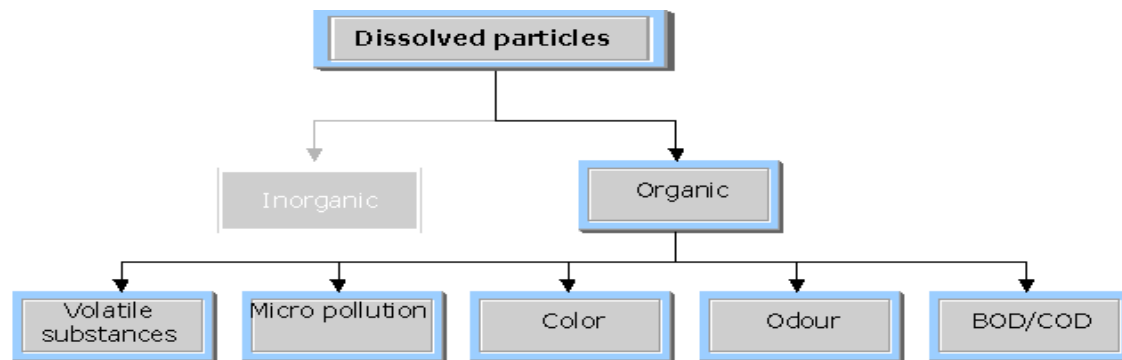 Dissolved particles
Inorganic
Organic
Volatile
substances
Micro pollution
Color
Odour
BOD/COD